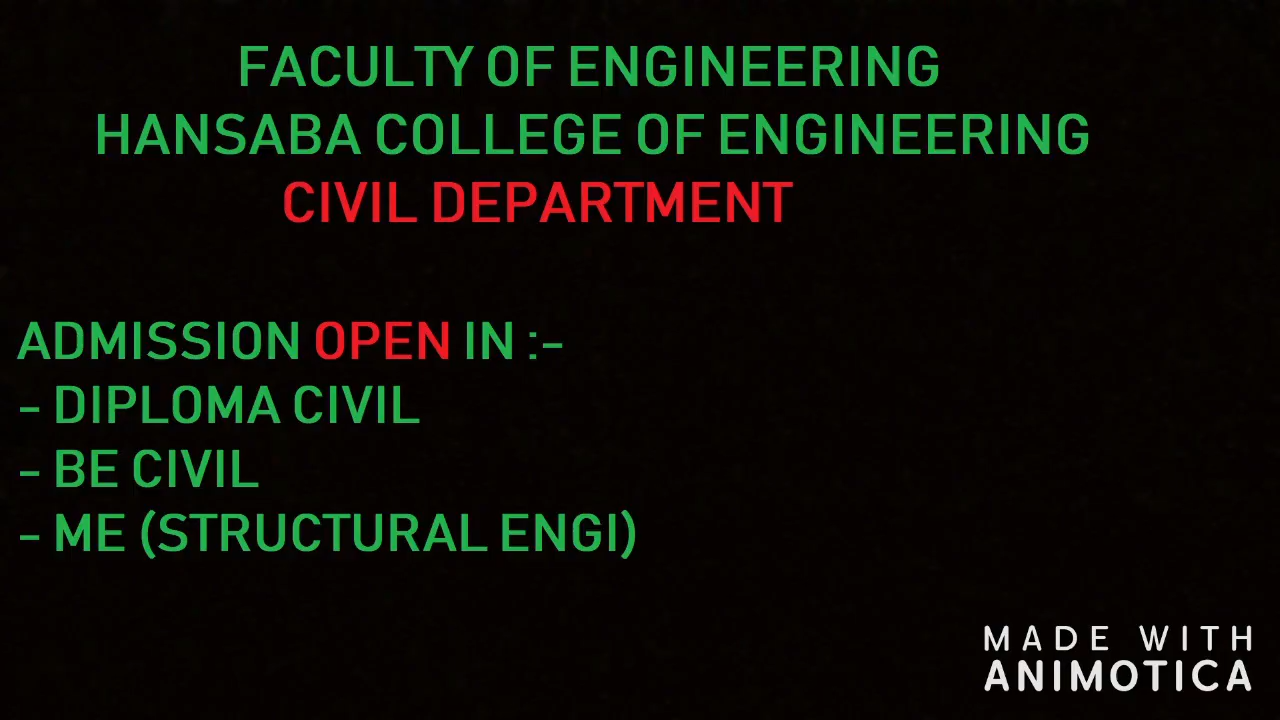 FACULTY OF ENGINEERING
HANSABA COLLEGE OF ENGINEERING
CIVIL DEPARTMENT
ADMISSION OPEN IN :-
- DIPLOMA CIVIL
- BE CIVIL
- ME (STRUCTURAL ENGI)
MADE WITH
ANIMOTICA